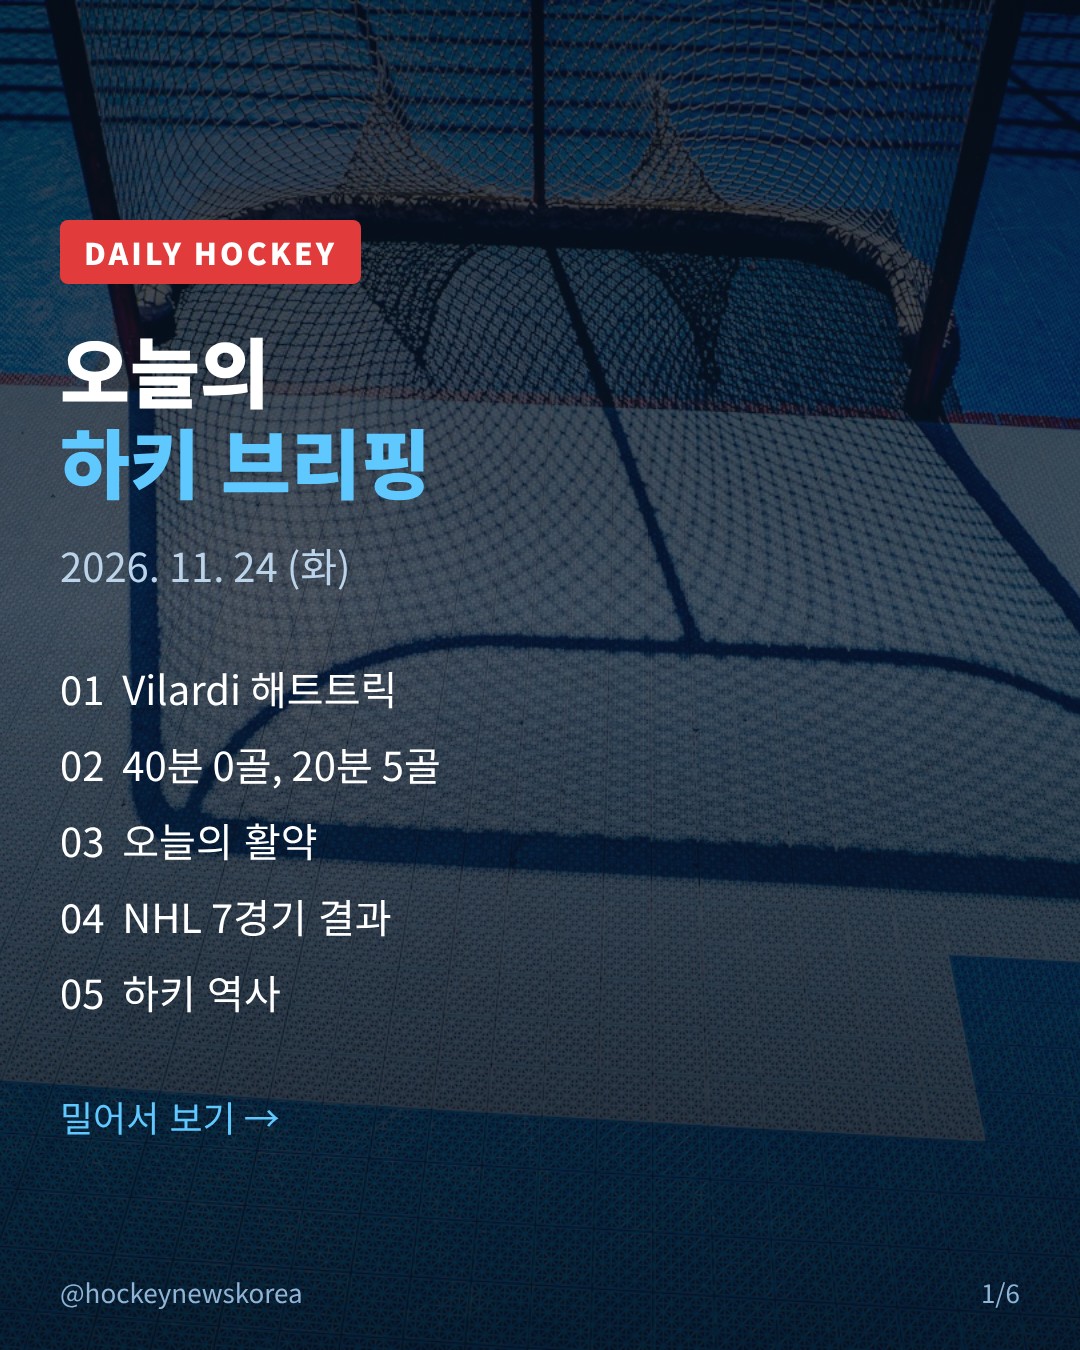 DAILY HOCKEY
오늘의
하키 브리핑
2026. 11. 24 (화)
01 Vilardi 해트트릭
02 40분 0골, 20분 5골
03 오늘의 활약
04 NHL 7경기 결과
05 하키 역사
밀어서 보기 →
@hockeynewskorea
1/6